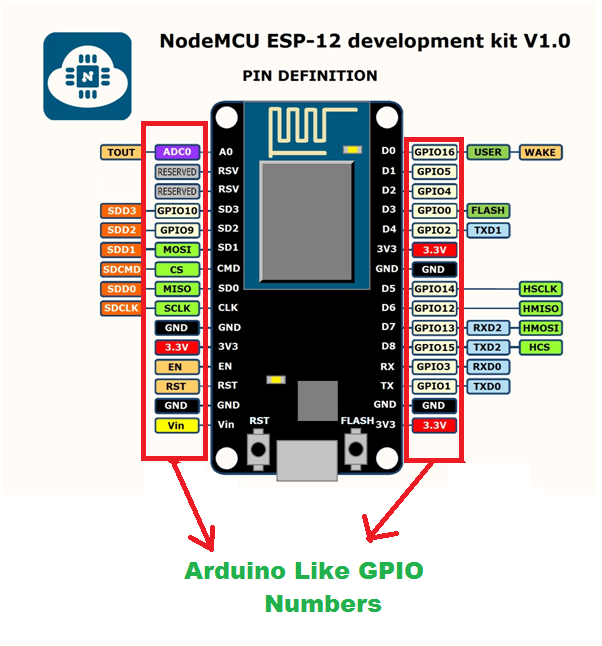 NodeMCU ESP-12 development kit V1.0
PIN DEFINITION
TOUT ADC0 A0 D0 GPIO16 USER WAKE
RESERVED RSV D1 GPIO5
RESERVED RSV D2 GPIO4
SDD3 GPIO10 SD3 D3 GPIO0 FLASH
SDD2 GPIO9 SD2 D4 GPIO2 TXD1
SDD1 MOSI SD1 3V3 3.3V
SDCMD CS CMD GND GND
SDD0 MISO SD0 D5 GPIO14 HSCLK
SDCLK SCLK CLK D6 GPIO12 HMISO
GND GND D7 GPIO13 RXD2 HMOSI
3.3V 3V3 D8 GPIO15 TXD2 HCS
EN EN RX GPIO3 RXD0
RST RST TX GPIO1 TXD0
GND GND GND GND
Vin Vin RST FLASH 3V3 3.3V
Arduino Like GPIO
Numbers